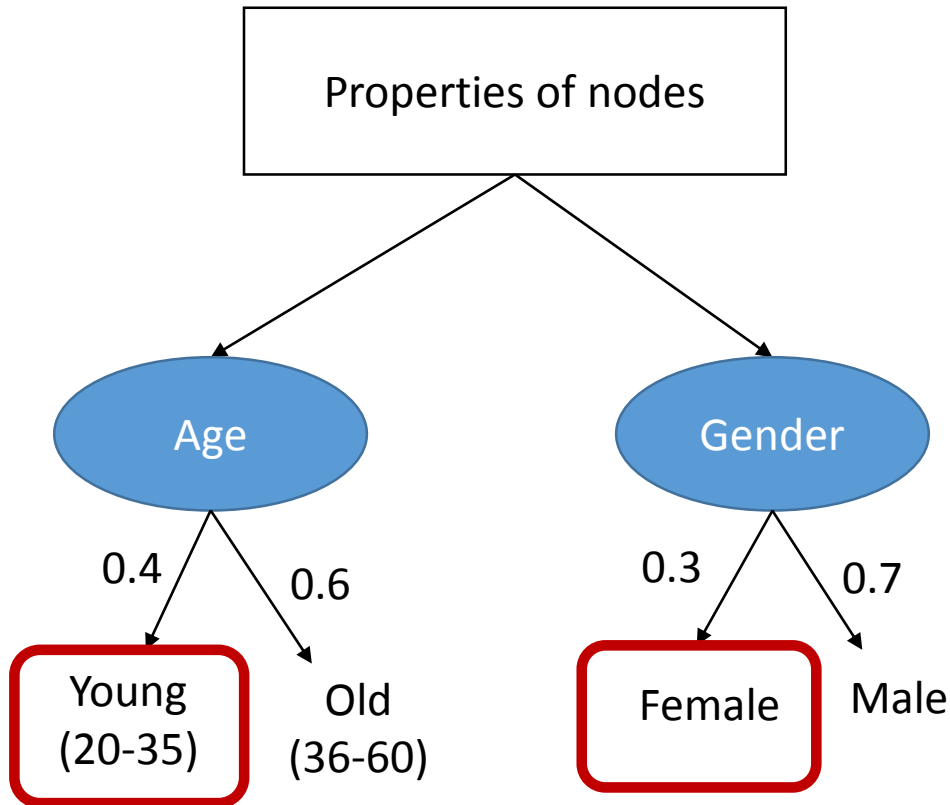 Properties of nodes
Age
Gender
0.4
0.6
0.3
0.7
Young
(20-35)
Old
(36-60)
Female
Male